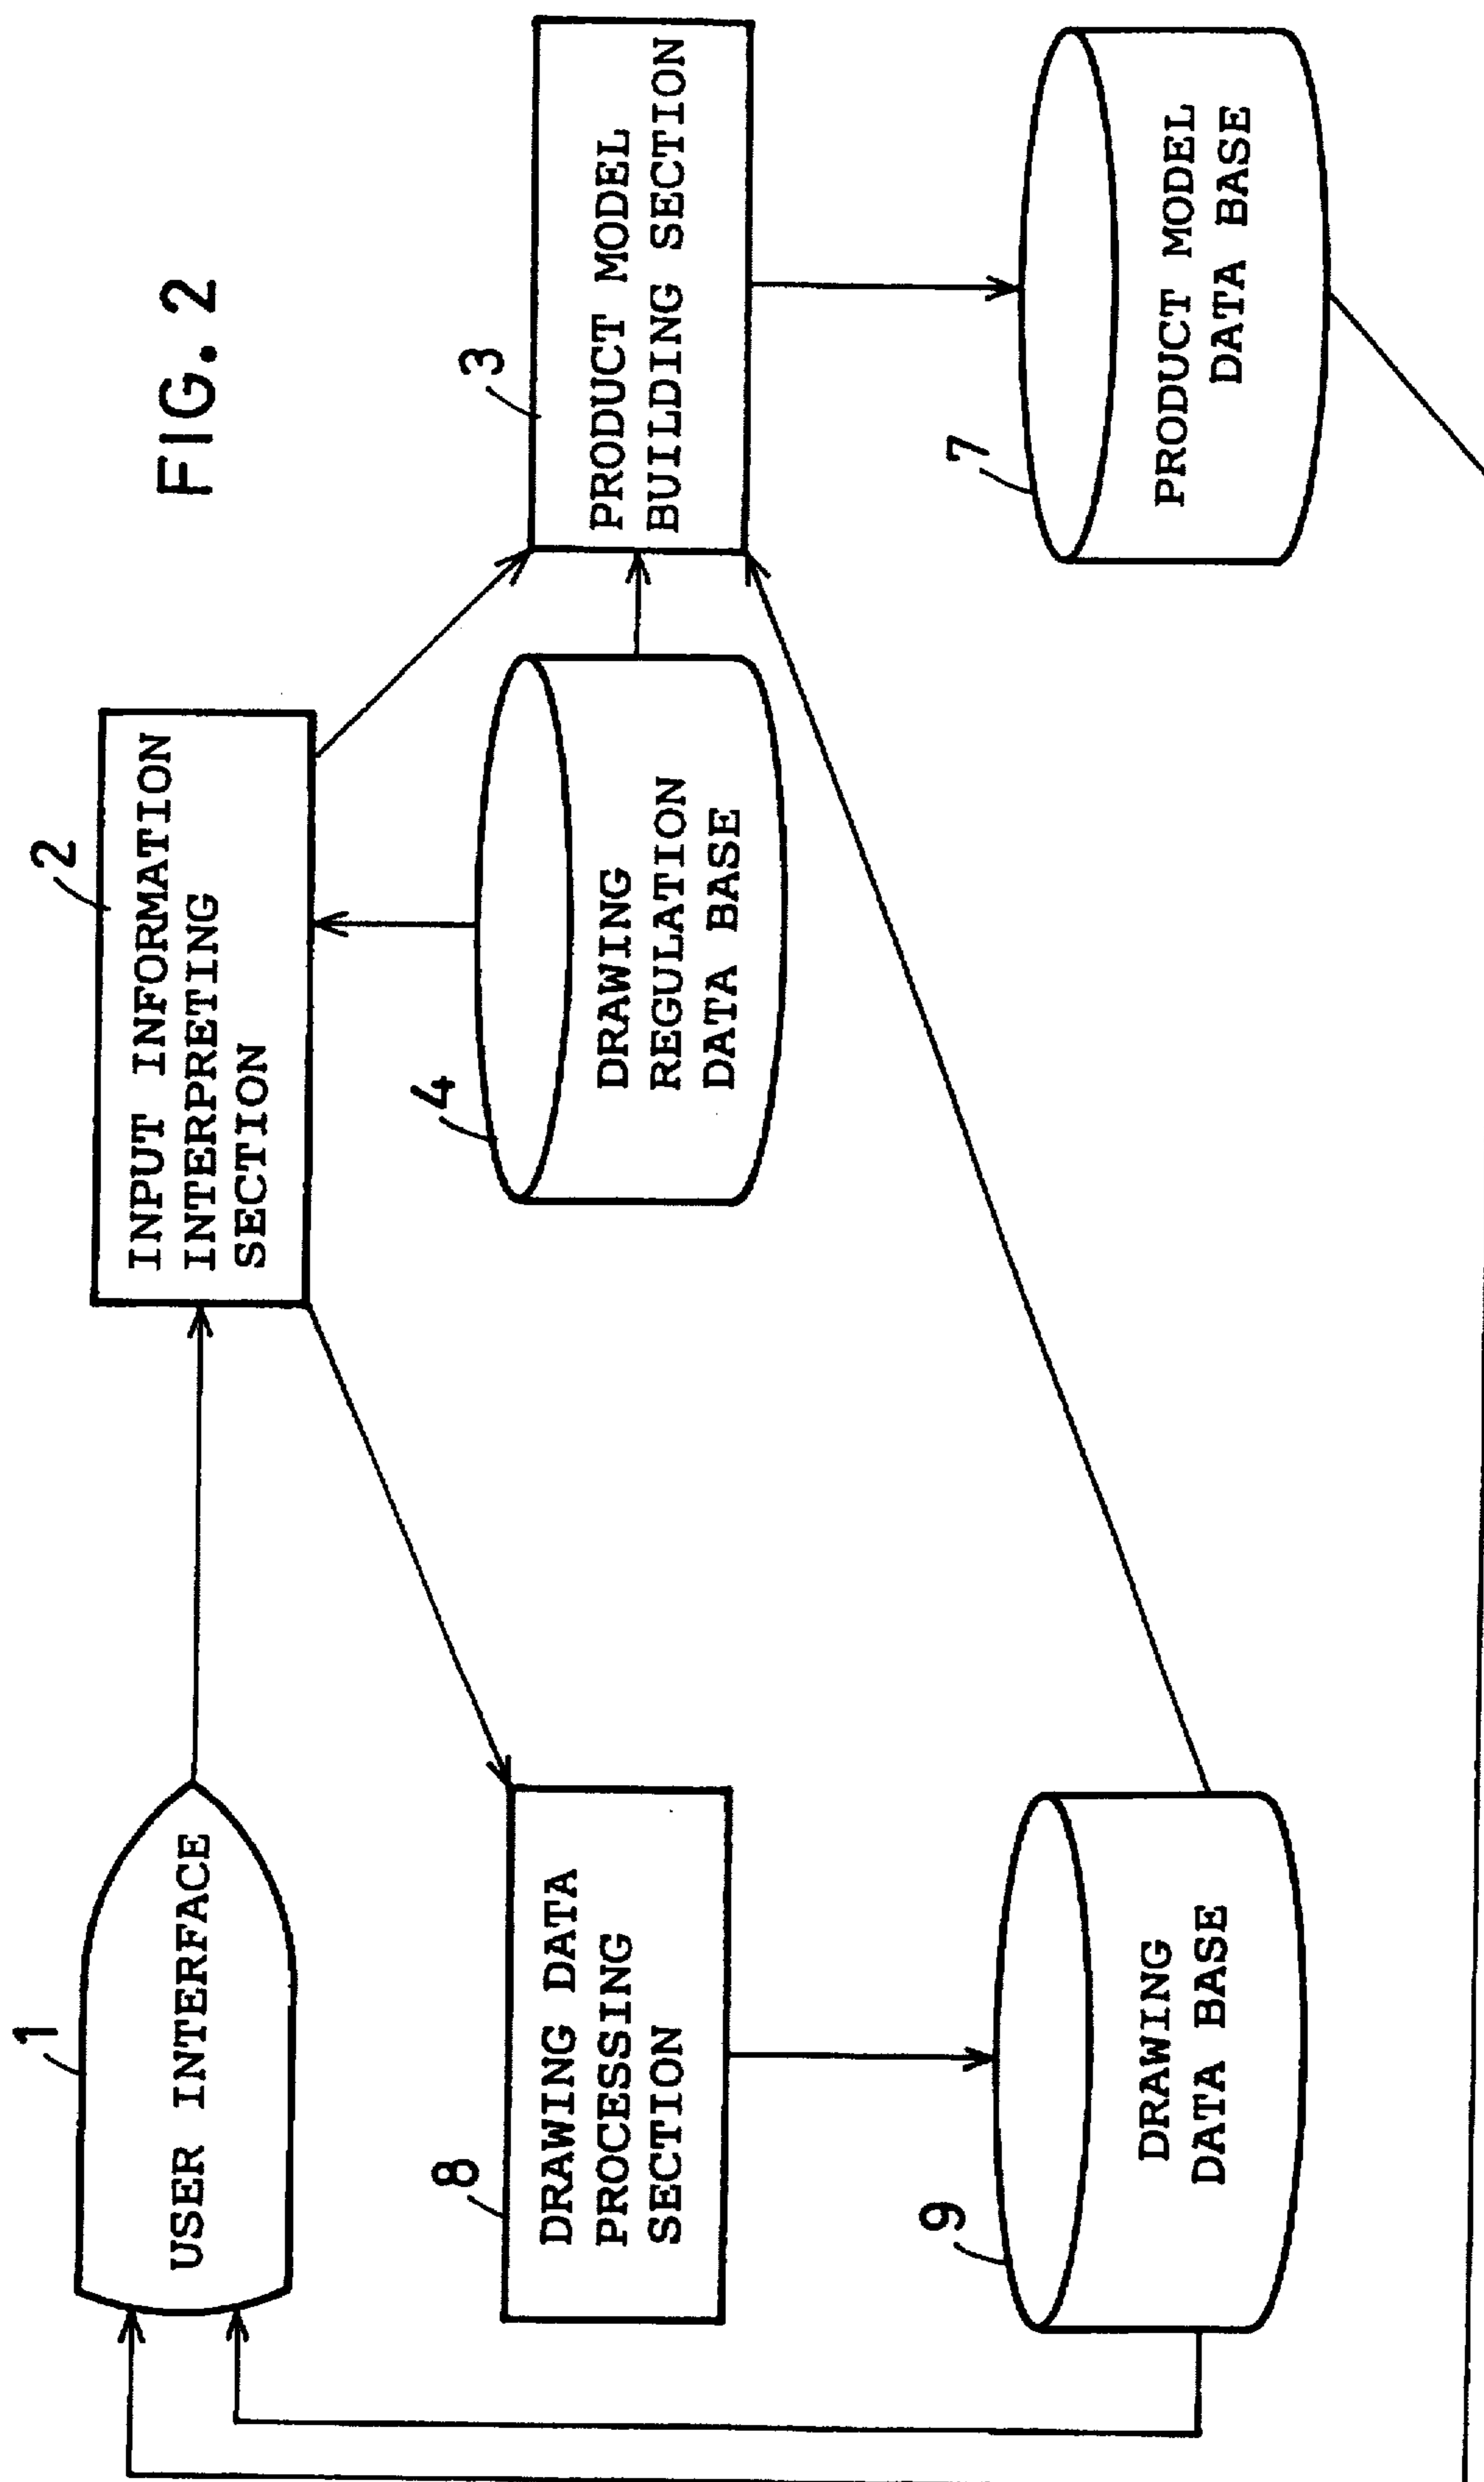 FIG. 2
1
USER INTERFACE
2
INPUT INFORMATION
INTERPRETING
SECTION
3
PRODUCT MODEL
BUILDING SECTION
4
DRAWING
REGULATION
DATA BASE
8
DRAWING DATA
PROCESSING
SECTION
9
DRAWING
DATA BASE
7
PRODUCT MODEL
DATA BASE